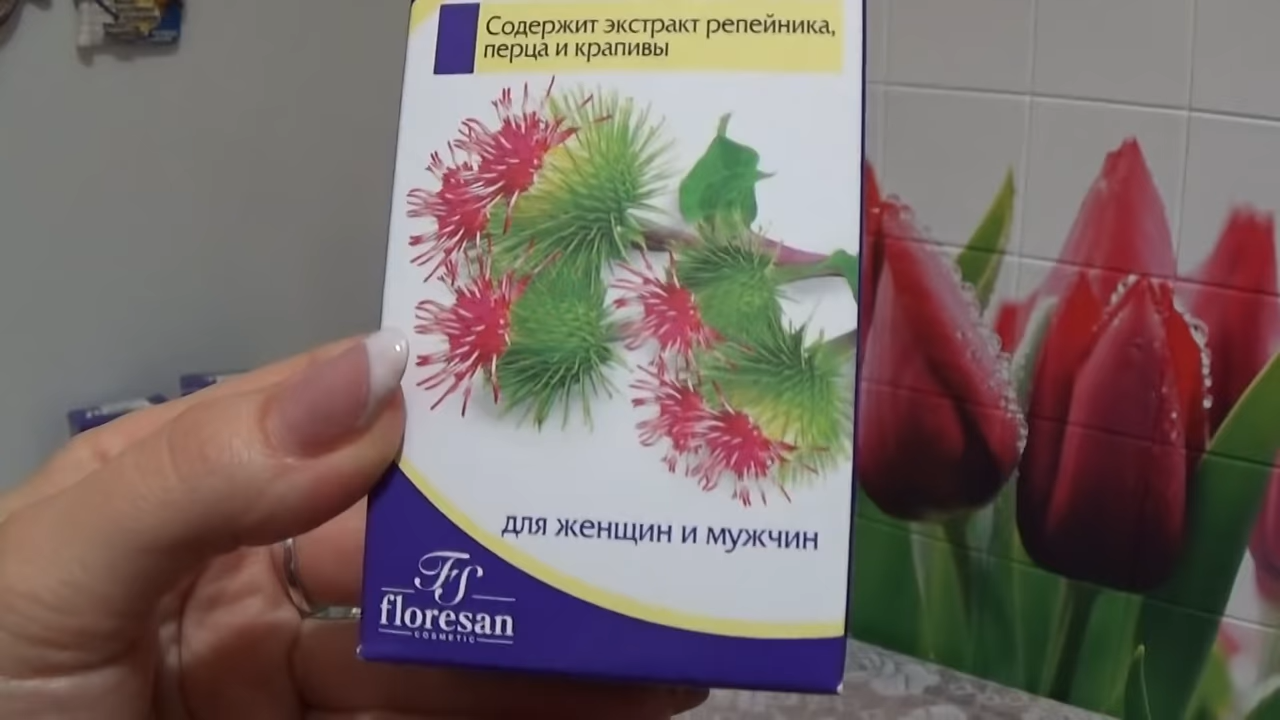 Содержит экстракт репейника,
перца и крапивы
для женщин и мужчин
FS
floresan
COSMETIC